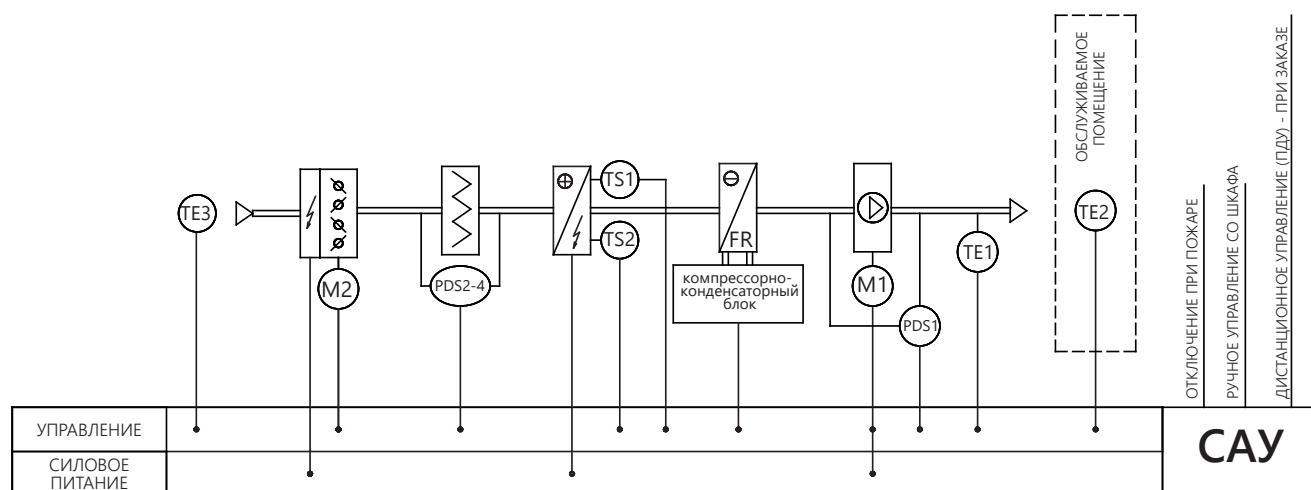 ОБСЛУЖИВАЕМОЕ
ПОМЕЩЕНИЕ
ОТКЛЮЧЕНИЕ ПРИ ПОЖАРЕ
РУЧНОЕ УПРАВЛЕНИЕ СО ШКАФА
ДИСТАНЦИОННОЕ УПРАВЛЕНИЕ (ПДУ) - ПРИ ЗАКАЗЕ
TE3
TS1
TS2
FR
TE2
TE1
M2
PDS2-4
компрессорно-
конденсаторный
блок
M1
PDS1
УПРАВЛЕНИЕ
СИЛОВОЕ
ПИТАНИЕ
САУ